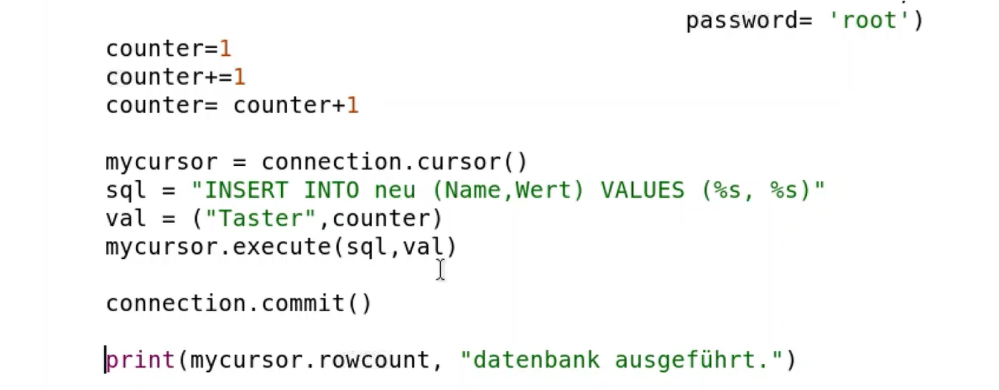 password= 'root')
counter=1
counter+=1
counter= counter+1
mycursor = connection.cursor()
sql = "INSERT INTO neu (Name,Wert) VALUES (%s, %s)"
val = ("Taster",counter)
mycursor.execute(sql,val)
connection.commit()
print(mycursor.rowcount, "datenbank ausgeführt.")